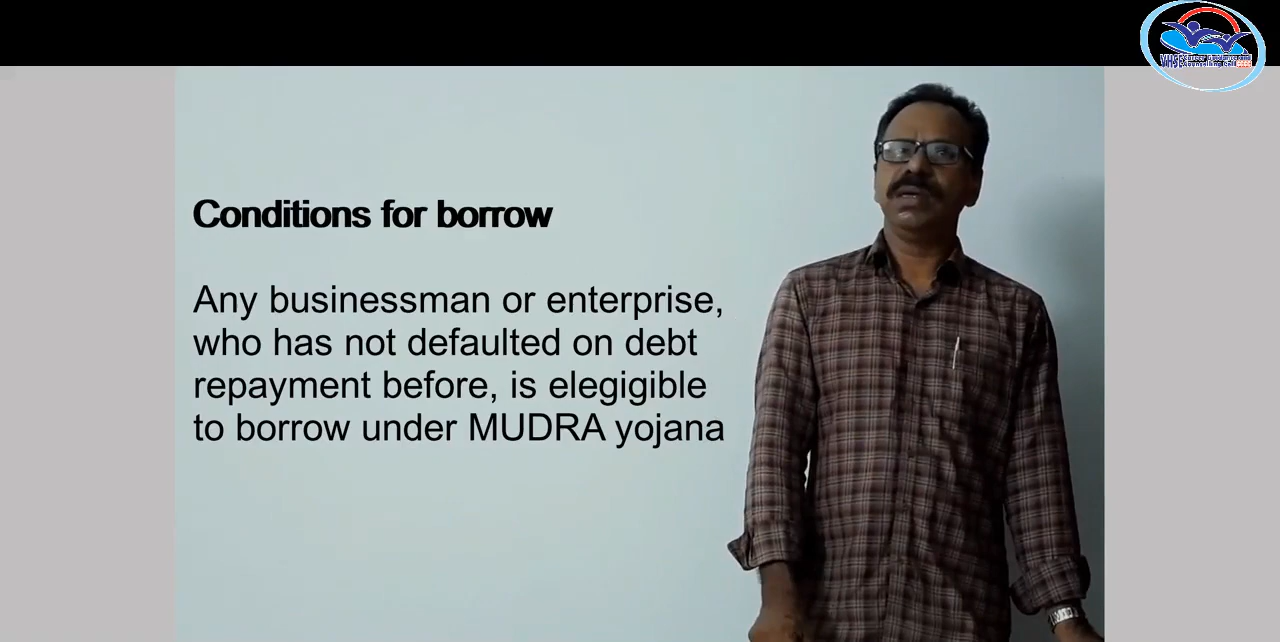 Conditions for borrow
Any businessman or enterprise,
who has not defaulted on debt
repayment before, is elegigible
to borrow under MUDRA yojana